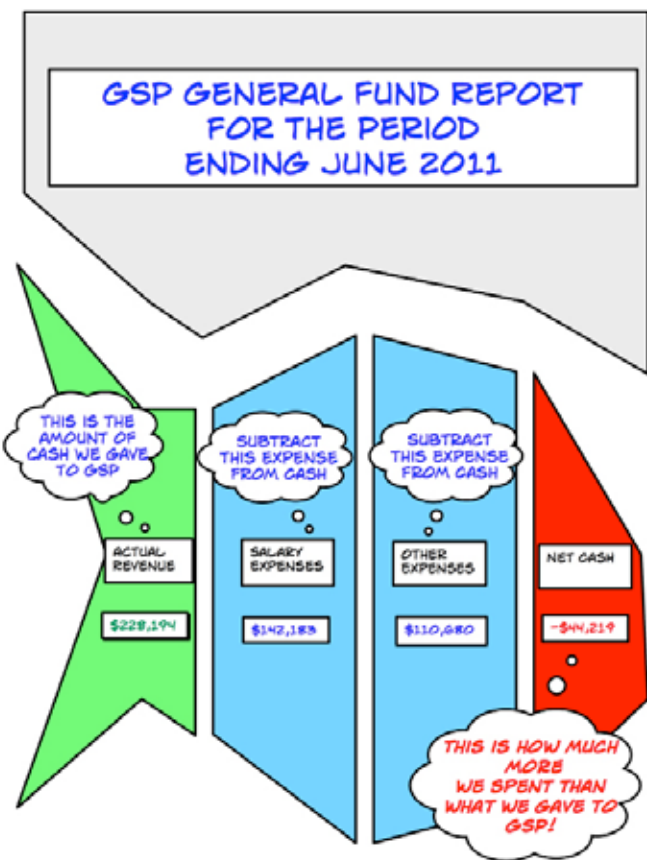 GSP GENERAL FUND REPORT
FOR THE PERIOD
ENDING JUNE 2011
THIS IS THE
AMOUNT OF
CASH WE GAVE
TO GSP
SUBTRACT
THIS EXPENSE
FROM CASH
SUBTRACT
THIS EXPENSE
FROM CASH
ACTUAL
REVENUE
SALARY
EXPENSES
OTHER
EXPENSES
NET CASH
$228,194
$142,183
$110,680
-$44,219
THIS IS HOW MUCH
MORE
WE SPENT THAN
WHAT WE GAVE TO
GSP!